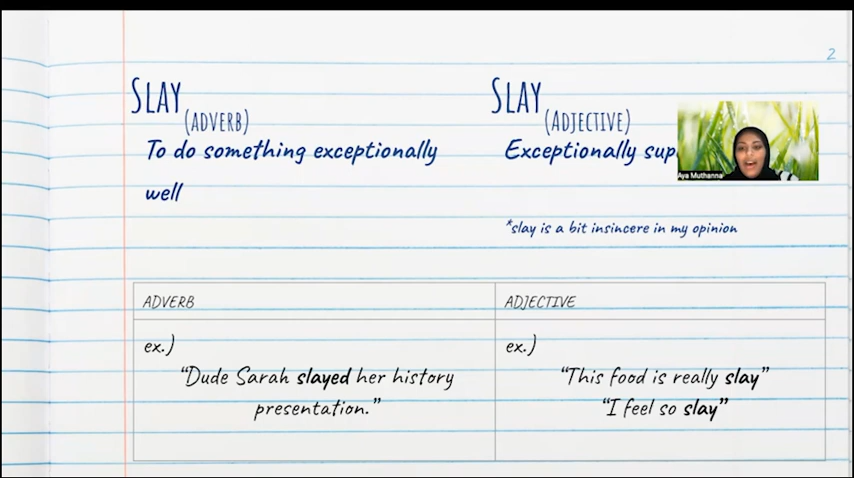 2
SLAY (ADVERB)
To do something exceptionally
well
SLAY (ADJECTIVE)
Exceptionally
Aya Muthanna
*slay is a bit insincere in my opinion
ADVERB
ex.)
"Dude Sarah slayed her history
presentation."
ADJECTIVE
ex.)
"This food is really slay"
"I feel so slay"